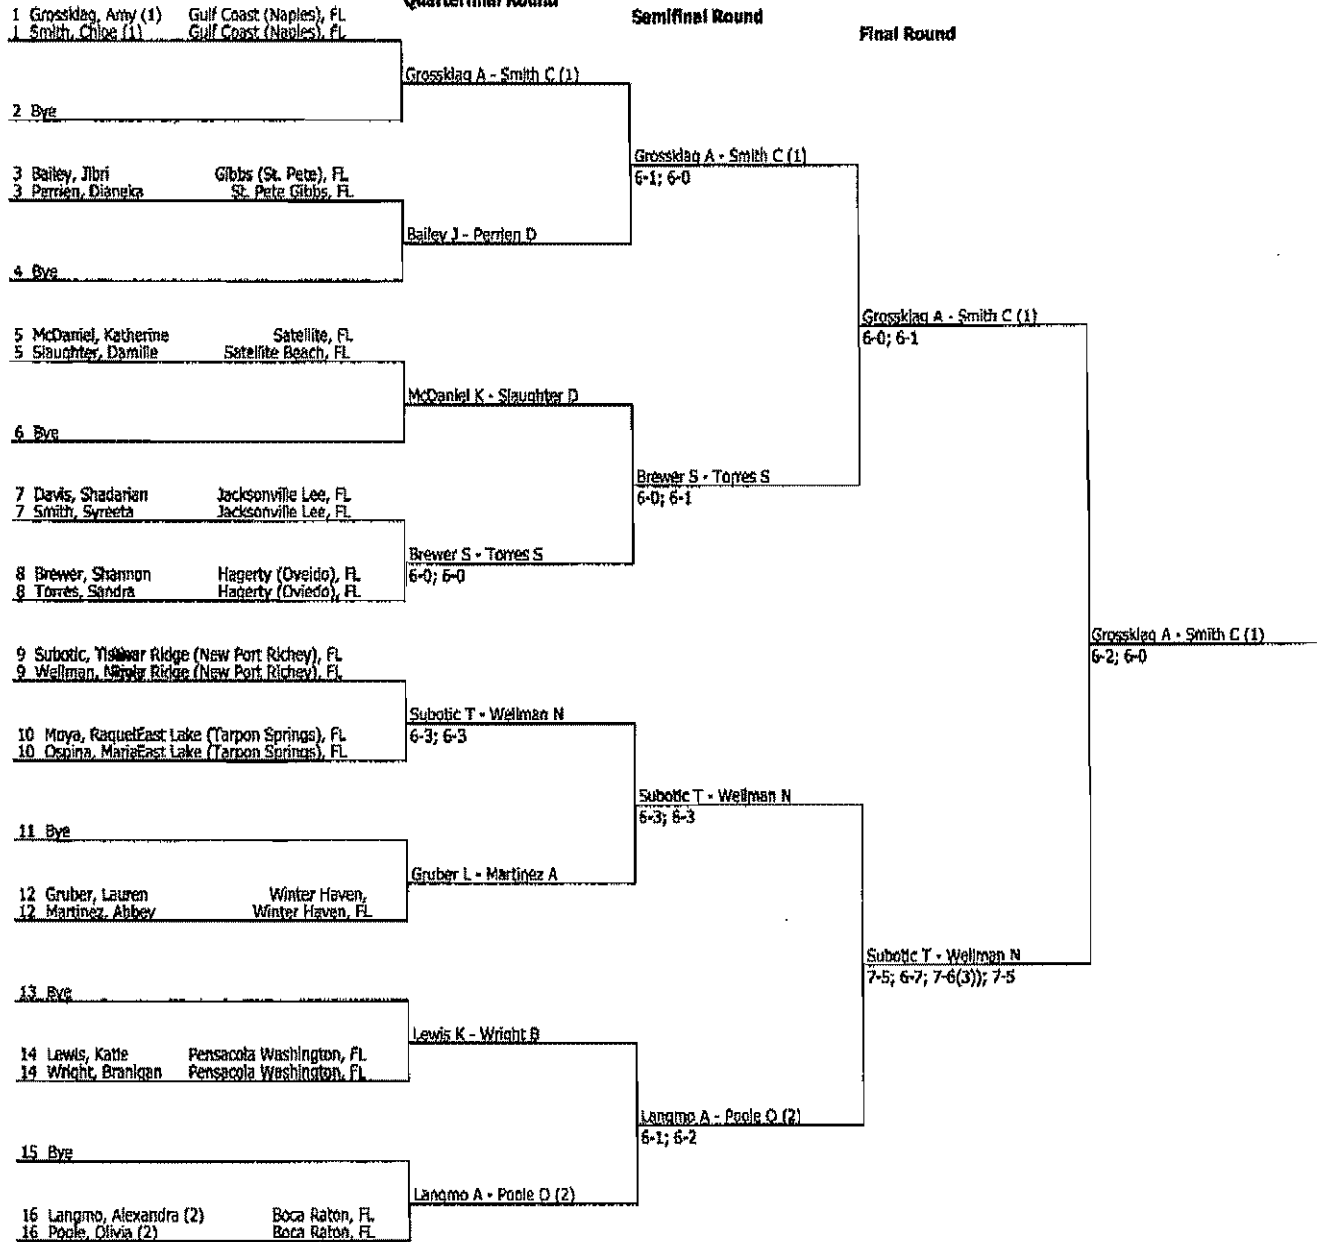 Quarterfinal Round
Semifinal Round
Final Round
1 Grossklag, Amy (1) Gulf Coast (Naples), FL
1 Smith, Chloe (1) Gulf Coast (Naples), FL
Grossklag A - Smith C (1)
2 Bye
Grossklag A - Smith C (1)
6-1; 6-0
3 Bailey, Jibri Gibbs (St. Pete), FL
3 Perrien, Dianeka St. Pete Gibbs, FL
Bailey J - Perrien D
4 Bye
Grossklag A - Smith C (1)
6-0; 6-1
5 McDaniel, Katherine Satellite, FL
5 Slaughter, Damilie Satellite Beach, FL
McDaniel K - Slaughter D
6 Bye
Brewer S - Torres S
6-0; 6-1
7 Davis, Shadarian Jacksonville Lee, FL
7 Smith, Syreeta Jacksonville Lee, FL
Brewer S - Torres S
6-0; 6-0
8 Brewer, Shannon Hagerty (Oveido), FL
8 Torres, Sandra Hagerty (Oviedo), FL
Grossklag A - Smith C (1)
6-2; 6-0
9 Subotic, Ridge (New Port Richey), FL
9 Wellman, Ridge (New Port Richey), FL
Subotic T - Wellman N
6-3; 6-3
10 Moya, RaquelEast Lake (Tarpon Springs), FL
10 Ospina, MariaEast Lake (Tarpon Springs), FL
Subotic T - Wellman N
6-3; 6-3
11 Bye
Gruber L - Martinez A
12 Gruber, Lauren Winter Haven,
12 Martinez, Abbey Winter Haven, FL
Subotic T - Wellman N
7-5; 6-7; 7-6(3)); 7-5
13 Bye
Lewis K - Wright B
14 Lewis, Katie Pensacola Washington, FL
14 Wright, Branigan Pensacola Washington, FL
Langmo A - Poole O (2)
6-1; 6-2
15 Bye
Langmo A - Poole O (2)
16 Langmo, Alexandra (2) Boca Raton, FL
16 Poole, Olivia (2) Boca Raton, FL